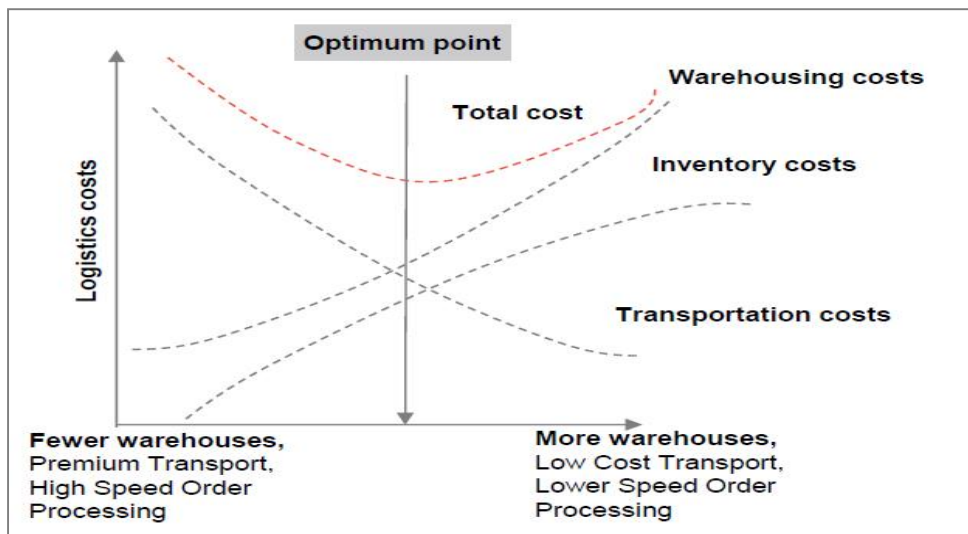 Optimum point
Warehousing costs
Total cost
Inventory costs
Logistics costs
Transportation costs
Fewer warehouses,
Premium Transport,
High Speed Order
Processing
More warehouses,
Low Cost Transport,
Lower Speed Order
Processing